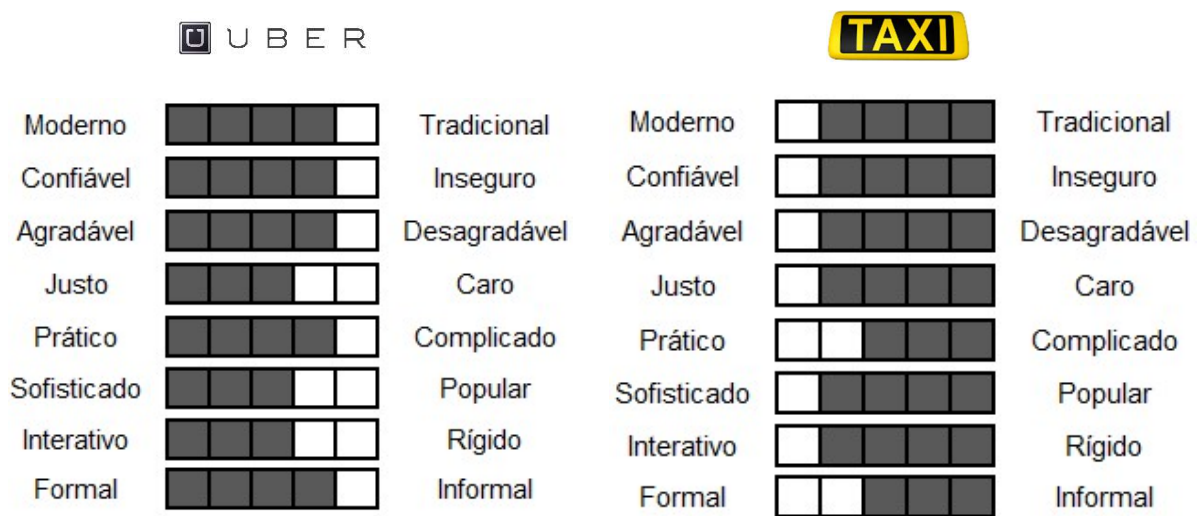 UBER
TAXI
Moderno Tradicional Moderno Tradicional
Confiável Inseguro Confiável Inseguro
Agradável Desagradável Agradável Desagradável
Justo Caro Justo Caro
Prático Complicado Prático Complicado
Sofisticado Popular Sofisticado Popular
Interativo Rígido Interativo Rígido
Formal Informal Formal Informal